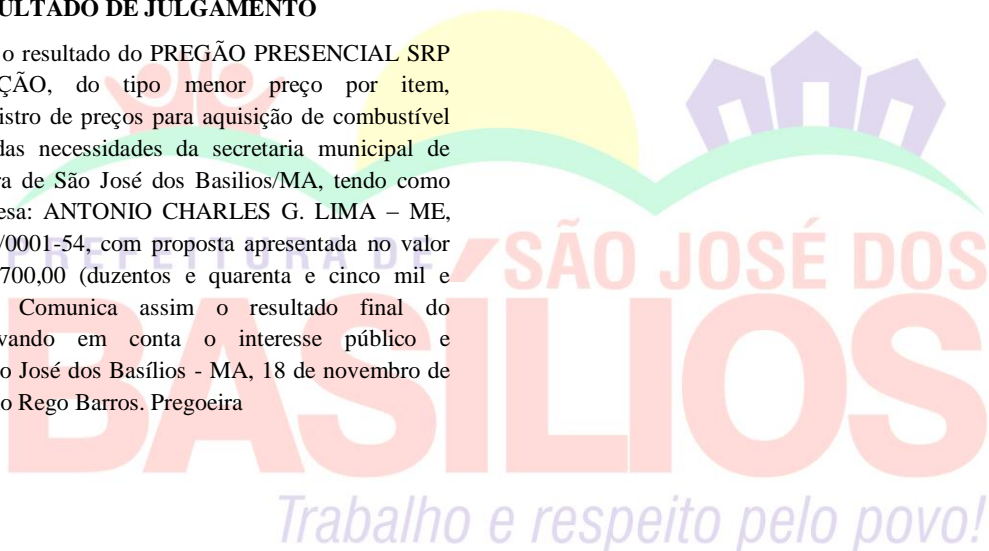 ULTADO DE JULGAMENTO
o resultado do PREGÃO PRESENCIAL SRP
ÇÃO, do tipo menor preço por item,
istro de preços para aquisição de combustível
das necessidades da secretaria municipal de
ra de São José dos Basilios/MA, tendo como
esa: ANTONIO CHARLES G. LIMA – ME,
/0001-54, com proposta apresentada no valor
700,00 (duzentos e quarenta e cinco mil e
Comunica assim o resultado final do
vando em conta o interesse público e
o José dos Basílios - MA, 18 de novembro de
o Rego Barros. Pregoeira
PREFEITURA DE SÃO JOSÉ DOS
BASÍLIOS
Trabalho e respeito pelo povo!